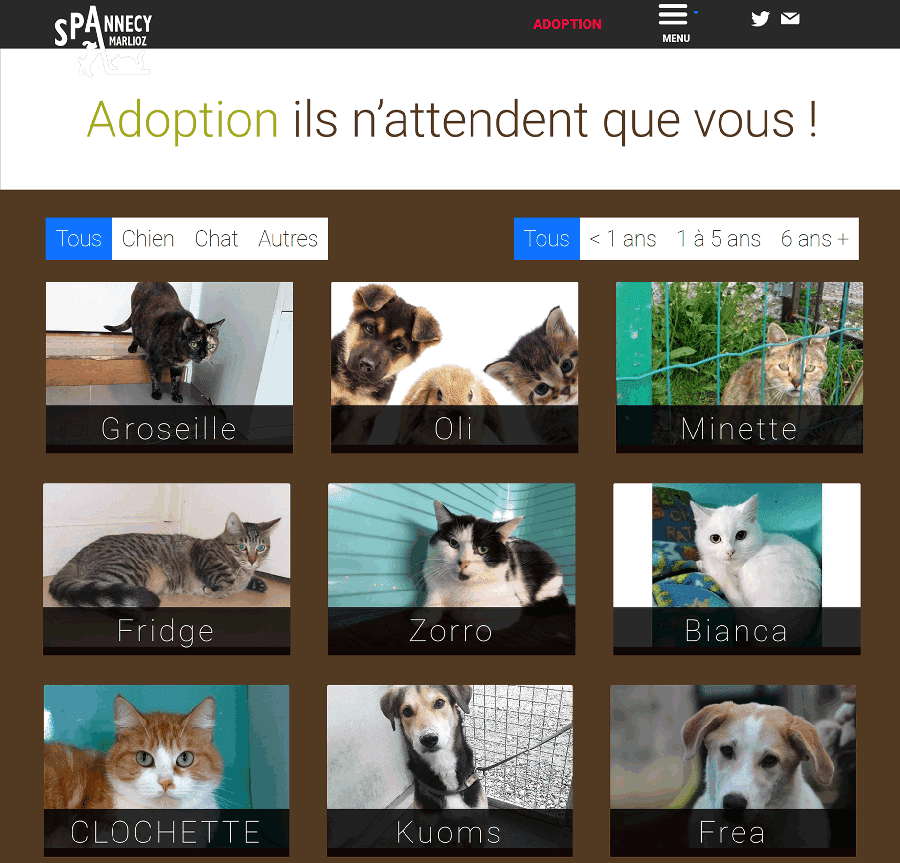 SPANNECY
MARLIOZ
ADOPTION
MENU
Adoption ils n’attendent que vous !
Tous Chien Chat Autres
Tous < 1 ans 1 à 5 ans 6 ans +
Groseille
Oli
Minette
Fridge
Zorro
Bianca
CLOCHETTE
Kuoms
Frea